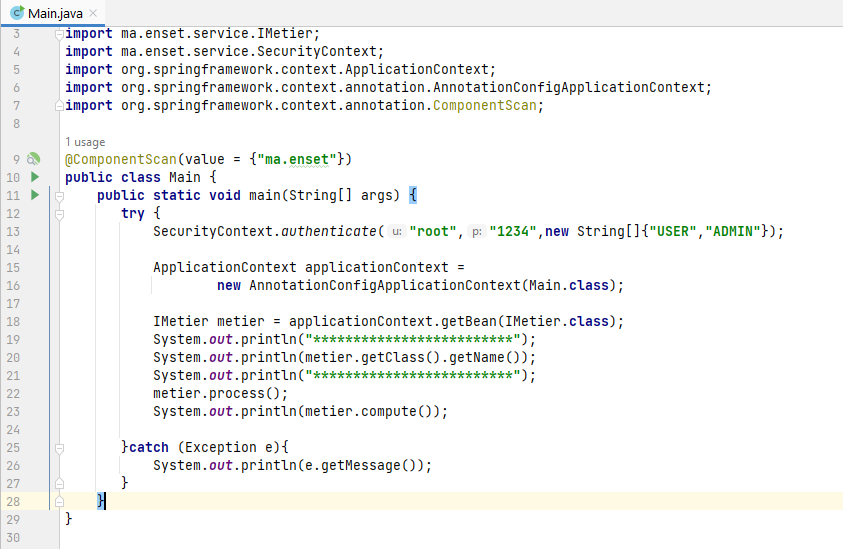 Main.java
3 import ma.enset.service.IMetier;
4 import ma.enset.service.SecurityContext;
5 import org.springframework.context.ApplicationContext;
6 import org.springframework.context.annotation.AnnotationConfigApplicationContext;
7 import org.springframework.context.annotation.ComponentScan;
8
1 usage
9 @ComponentScan(value = {"ma.enset"})
10 public class Main {
11     public static void main(String[] args) {
12        try {
13            SecurityContext.authenticate( u: "root", p: "1234",new String[]{"USER","ADMIN"});
14
15            ApplicationContext applicationContext =
16                    new AnnotationConfigApplicationContext(Main.class);
17
18            IMetier metier = applicationContext.getBean(IMetier.class);
19            System.out.println("*************************");
20            System.out.println(metier.getClass().getName());
21            System.out.println("*************************");
22            metier.process();
23            System.out.println(metier.compute());
24
25        }catch (Exception e){
26            System.out.println(e.getMessage());
27        }
28     }
29 }
30